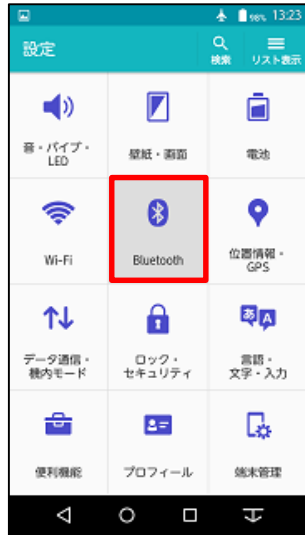 98% 13:23
設定
検索 リスト表示
音・バイブ・
LED
壁紙・画面
電池
Wi-Fi
Bluetooth
位置情報・
GPS
データ通信・
機内モード
ロック・
セキュリティ
言語・
文字・入力
あ A
便利機能
プロフィール
端末管理